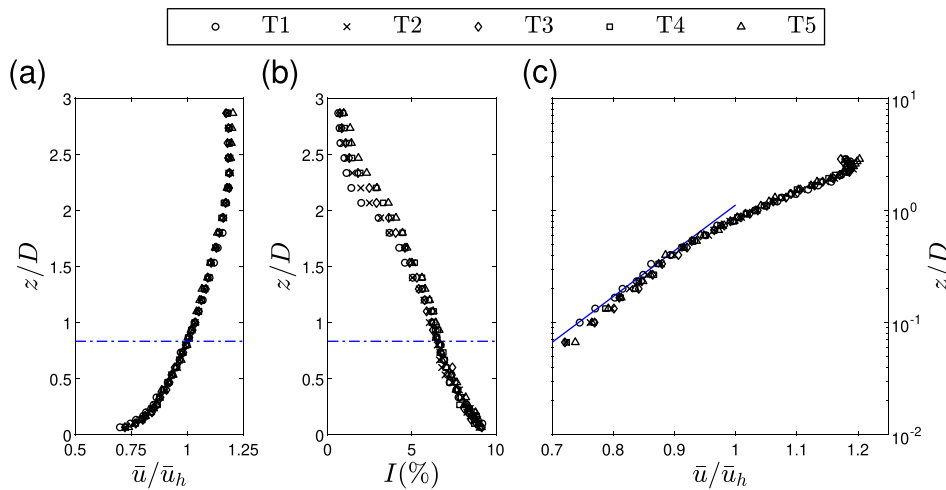 T1 T2 T3 T4 T5
(a) (b) (c)
3 3 10^1
2.5 2.5
2 2
1.5 1.5 10^0
1 1
0.5 0.5 10^-1
0 0 10^-2
z/D z/D z/D
0.5 0.75 1 1.25 0 5 10 0.7 0.8 0.9 1 1.1 1.2
ū/ū_h I(%) ū/ū_h